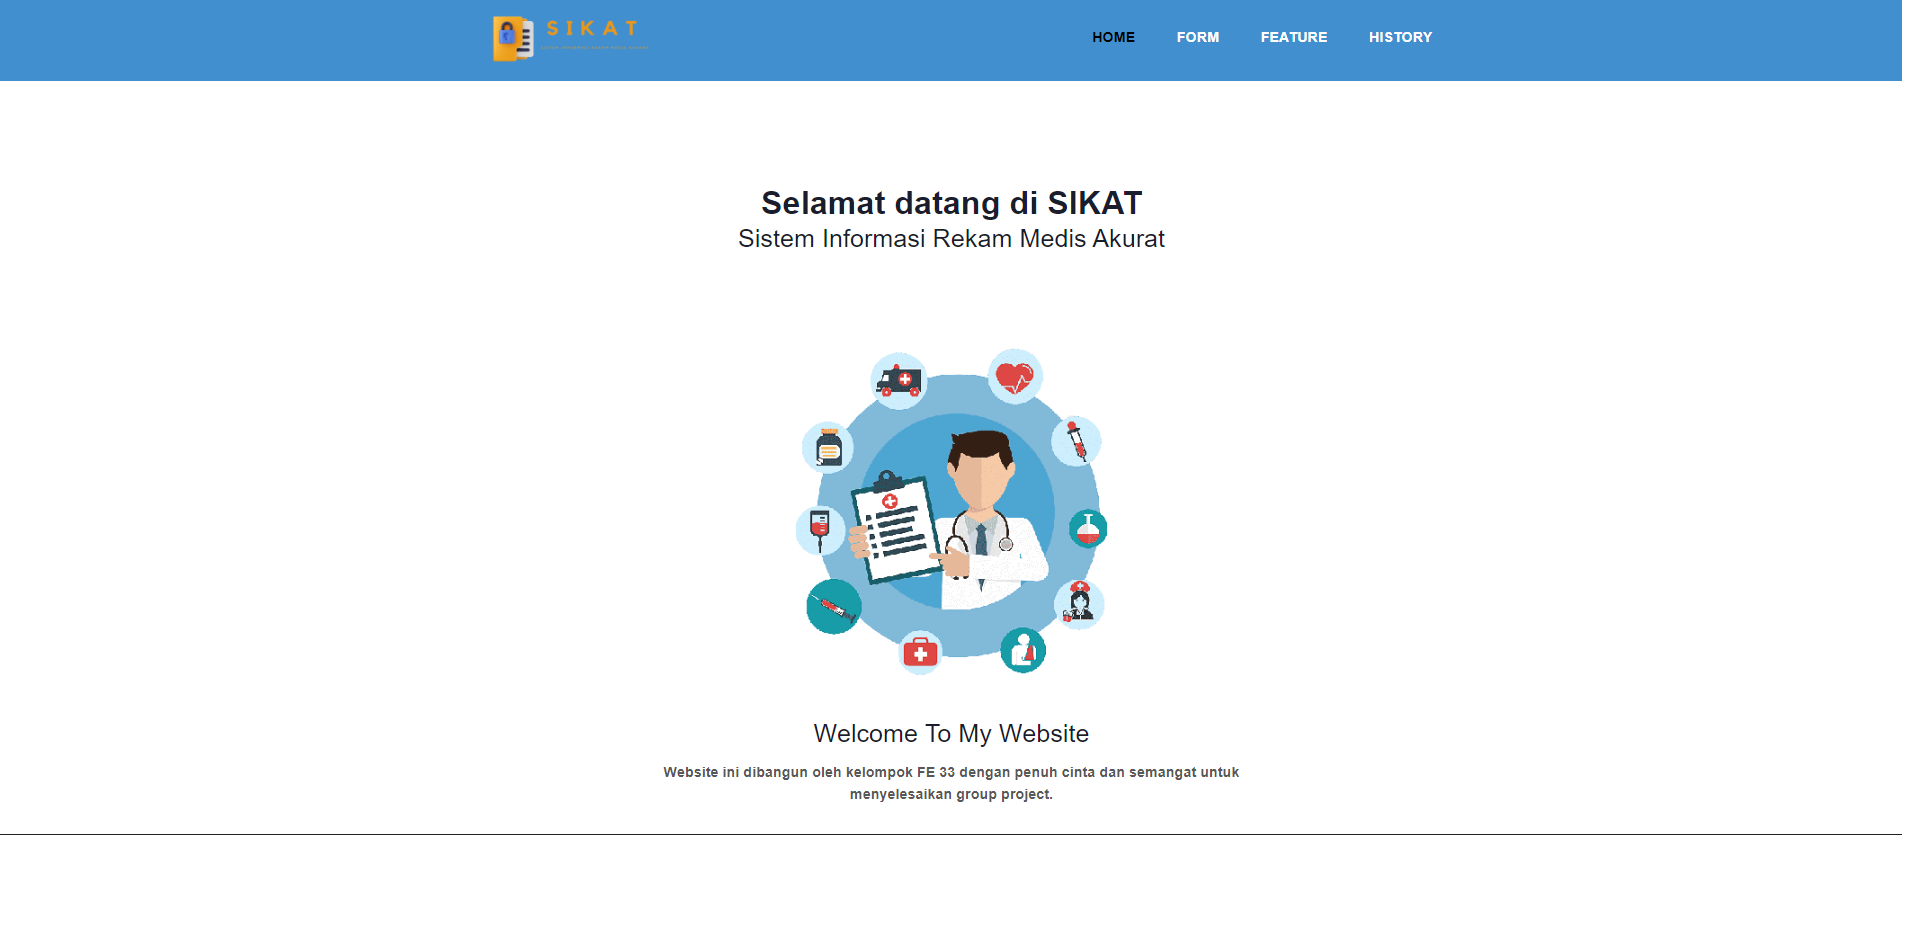 SIKAT
HOME FORM FEATURE HISTORY
Selamat datang di SIKAT
Sistem Informasi Rekam Medis Akurat
Welcome To My Website
Website ini dibangun oleh kelompok FE 33 dengan penuh cinta dan semangat untuk
menyelesaikan group project.